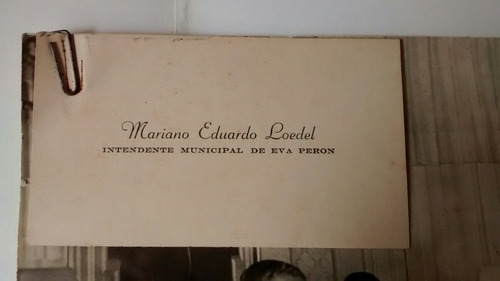 Mariano Eduardo Loedel
INTENDENTE MUNICIPAL DE EVA PERON